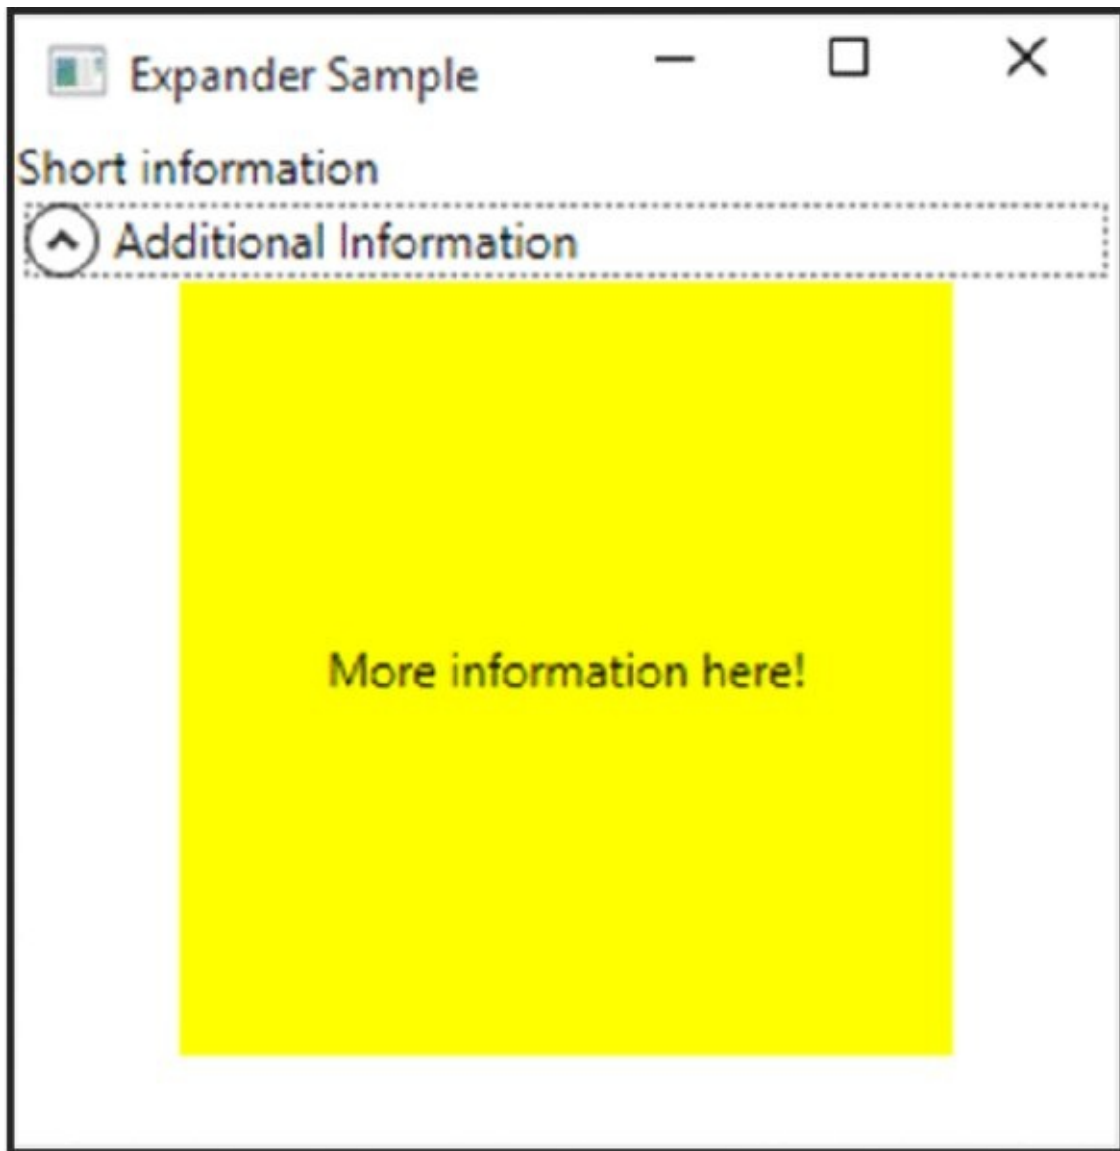 Expander Sample
Short information
Additional Information
More information here!